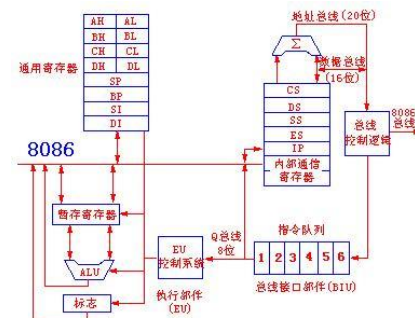 地址总线(20位)
AH AL
BH BL
CH CL
DH DL
SP
BP
SI
DI
通用寄存器
Σ
数据总线
(16位)
CS
DS
SS
ES
IP
内部通信
寄存器
8086
总线
总线
控制逻辑
8086
暂存寄存器
ALU
标志
EU
控制系统
执行部件
(EU)
Q总线
8位
指令队列
1 2 3 4 5 6
总线接口部件(BIU)